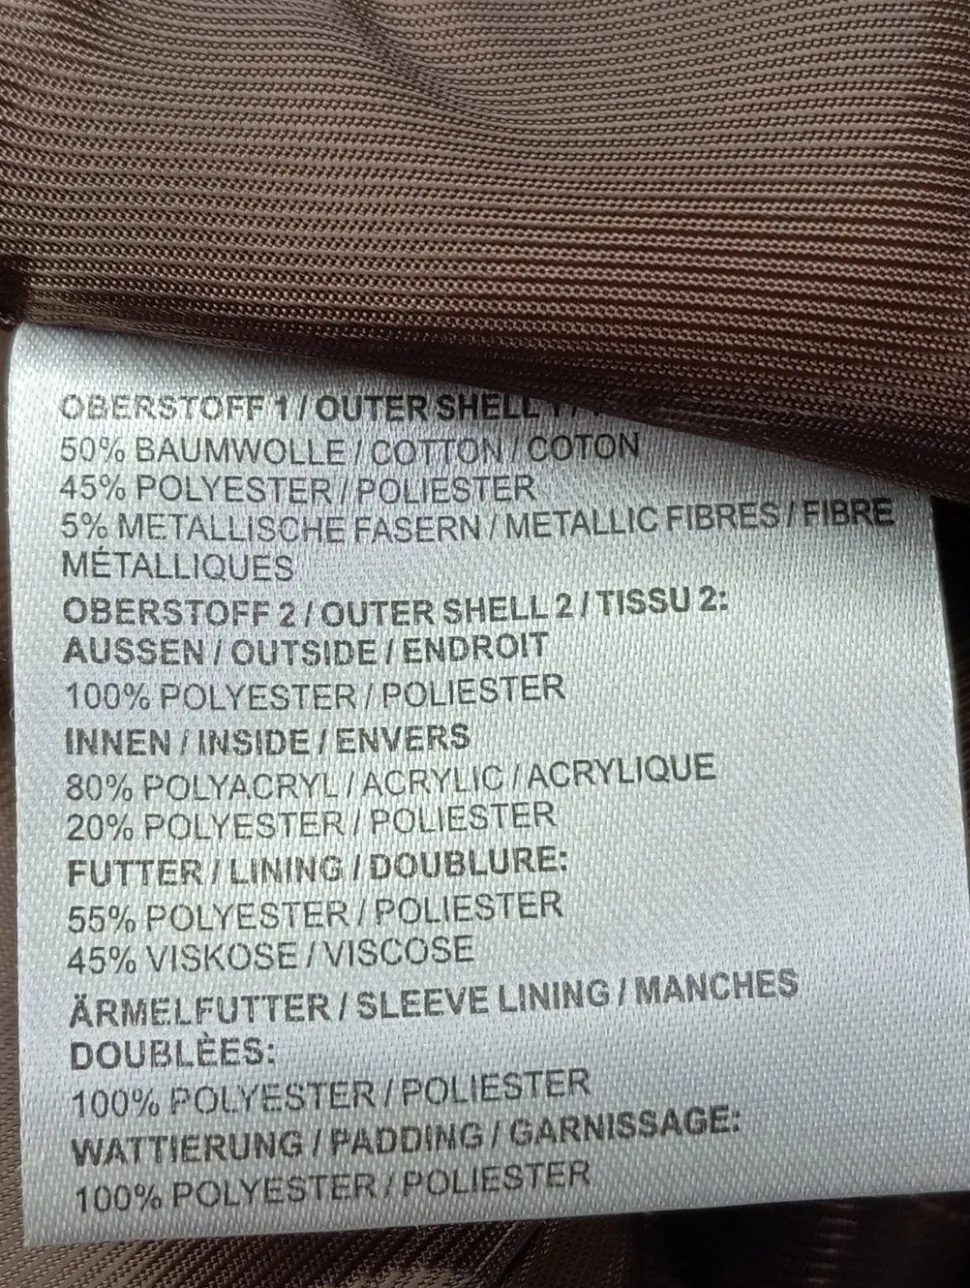 OBERSTOFF 1 / OUTER SHELL
50% BAUMWOLLE / COTTON / COTON
45% POLYESTER / POLIESTER
5% METALLISCHE FASERN / METALLIC FIBRES / FIBRE
MÉTALLIQUES
OBERSTOFF 2 / OUTER SHELL 2 / TISSU 2:
AUSSEN / OUTSIDE / ENDROIT
100% POLYESTER / POLIESTER
INNEN / INSIDE / ENVERS
80% POLYACRYL / ACRYLIC / ACRYLIQUE
20% POLYESTER / POLIESTER
FUTTER / LINING / DOUBLURE:
55% POLYESTER / POLIESTER
45% VISKOSE / VISCOSE
ÄRMELFUTTER / SLEEVE LINING / MANCHES
DOUBLÈES:
100% POLYESTER / POLIESTER
WATTIERUNG / PADDING / GARNISSAGE:
100% POLYESTER / POLIESTER